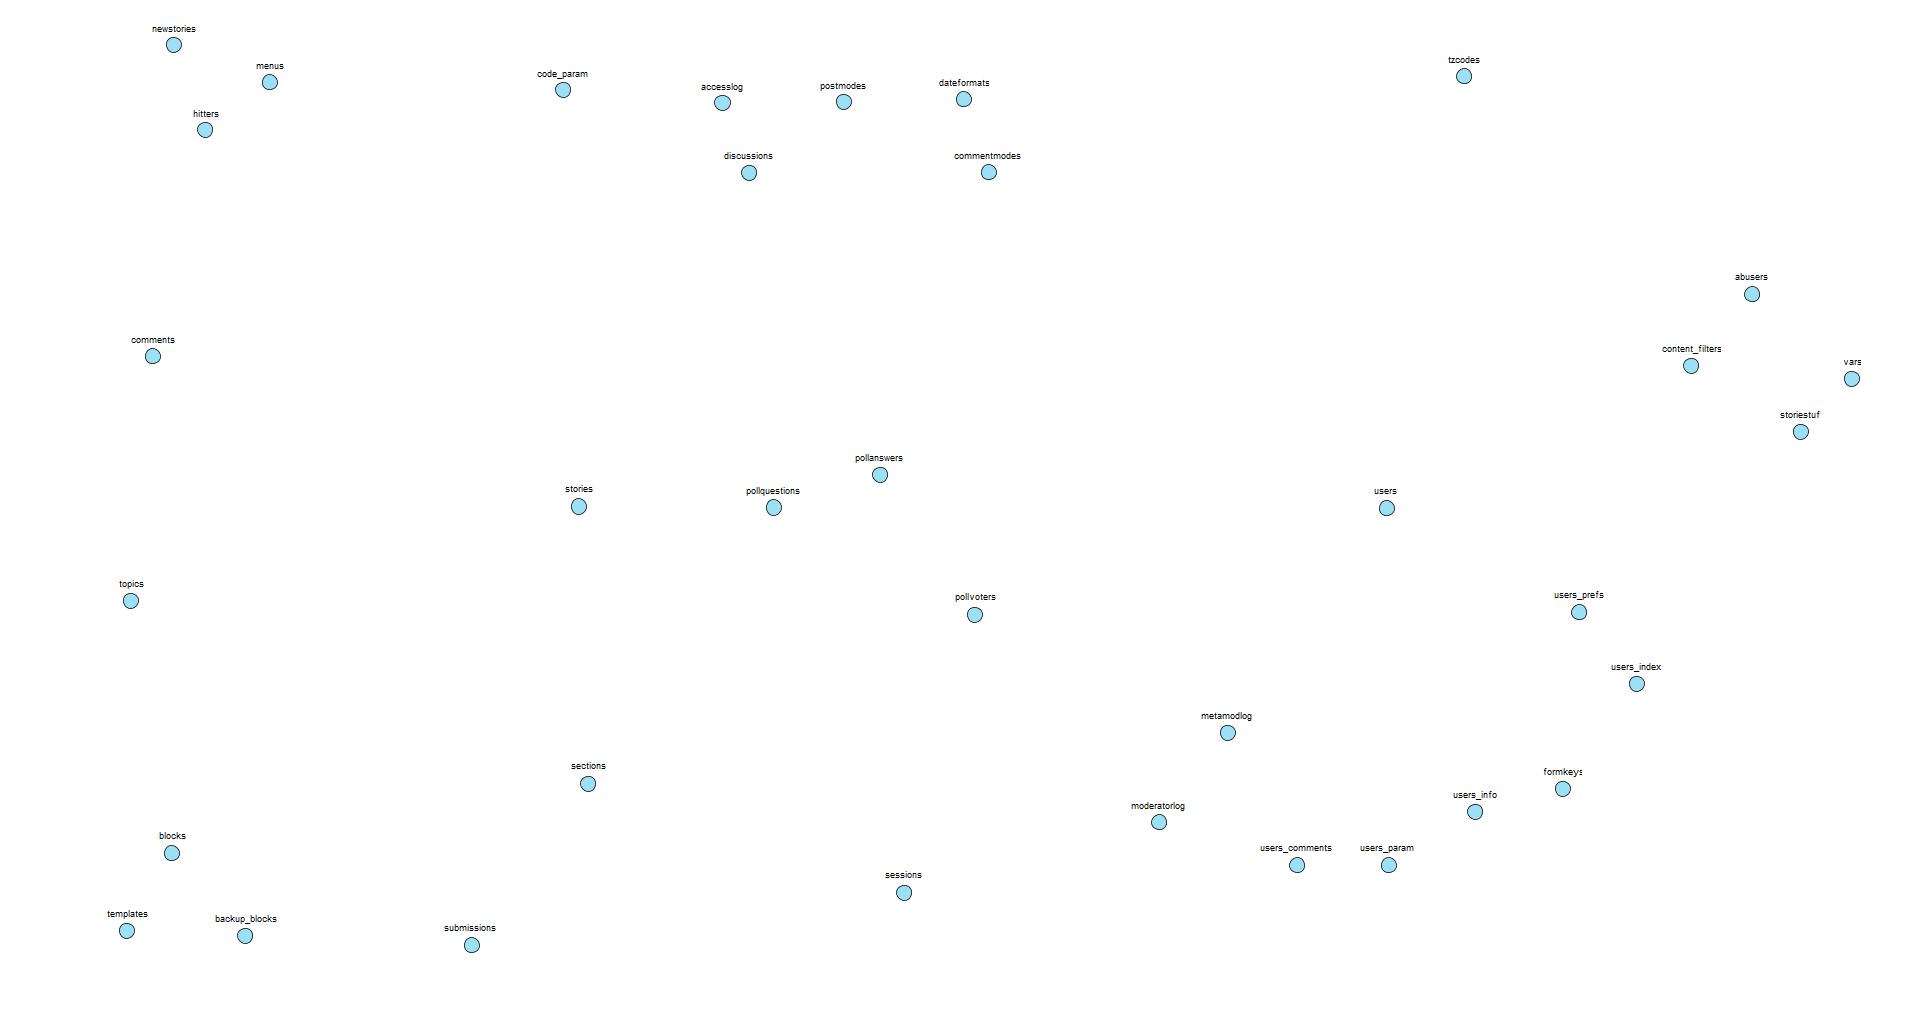 newstories
menus
tzcodes
code_param
dateformats
accesslog
postmodes
hitters
discussions
commentmodes
abusers
comments
content_filters
vars
storiestuf
pollanswers
stories
pollquestions
users
topics
users_prefs
pollvoters
users_index
metamodlog
sections
formkeys
users_info
moderatorlog
blocks
users_comments
users_param
sessions
templates
backup_blocks
submissions